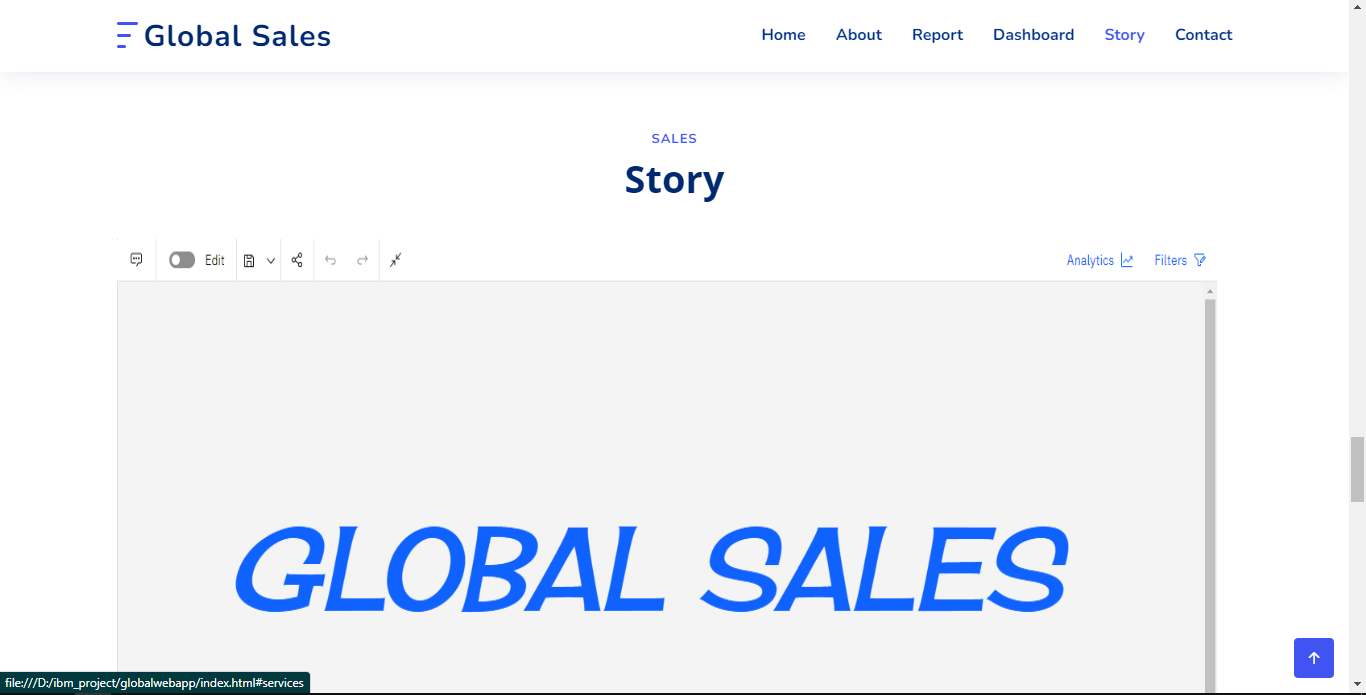 Global Sales
Home About Report Dashboard Story Contact
SALES
Story
Edit
Analytics Filters
GLOBAL SALES
file:///D:/ibm_project/globalwebapp/index.html#services